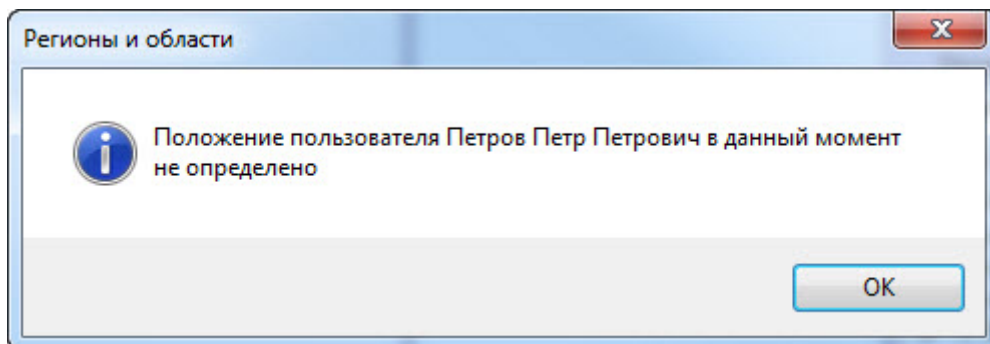 Регионы и области
Положение пользователя Петров Петр Петрович в данный момент
не определено
OK